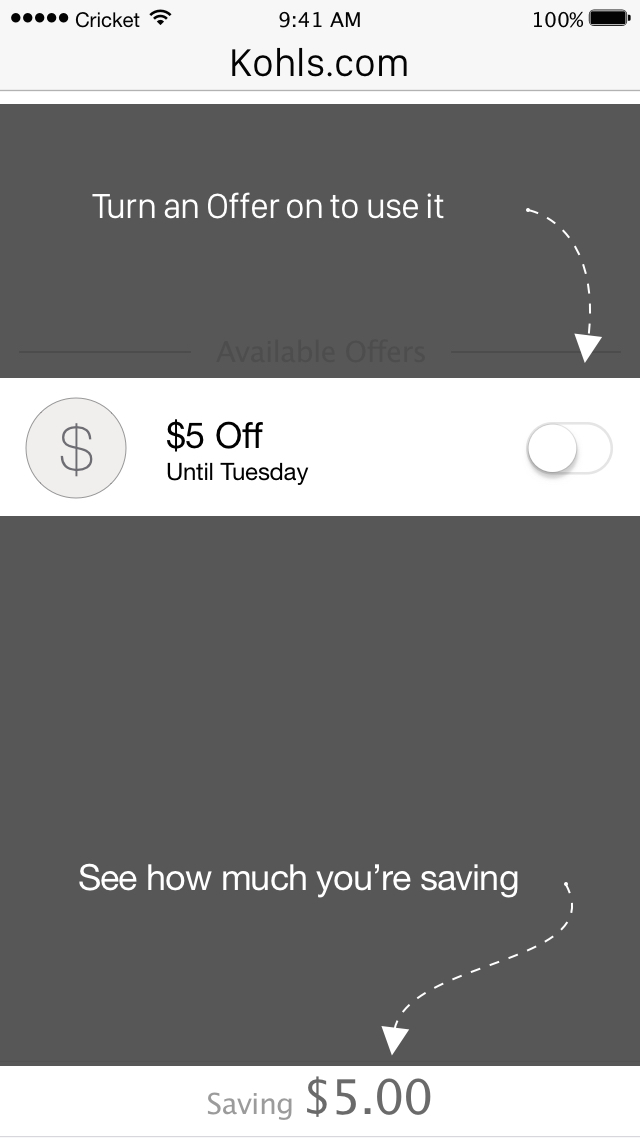 Cricket 9:41 AM 100%
Kohls.com
Turn an Offer on to use it
Available Offers
$ $5 Off
Until Tuesday
See how much you’re saving
Saving $5.00